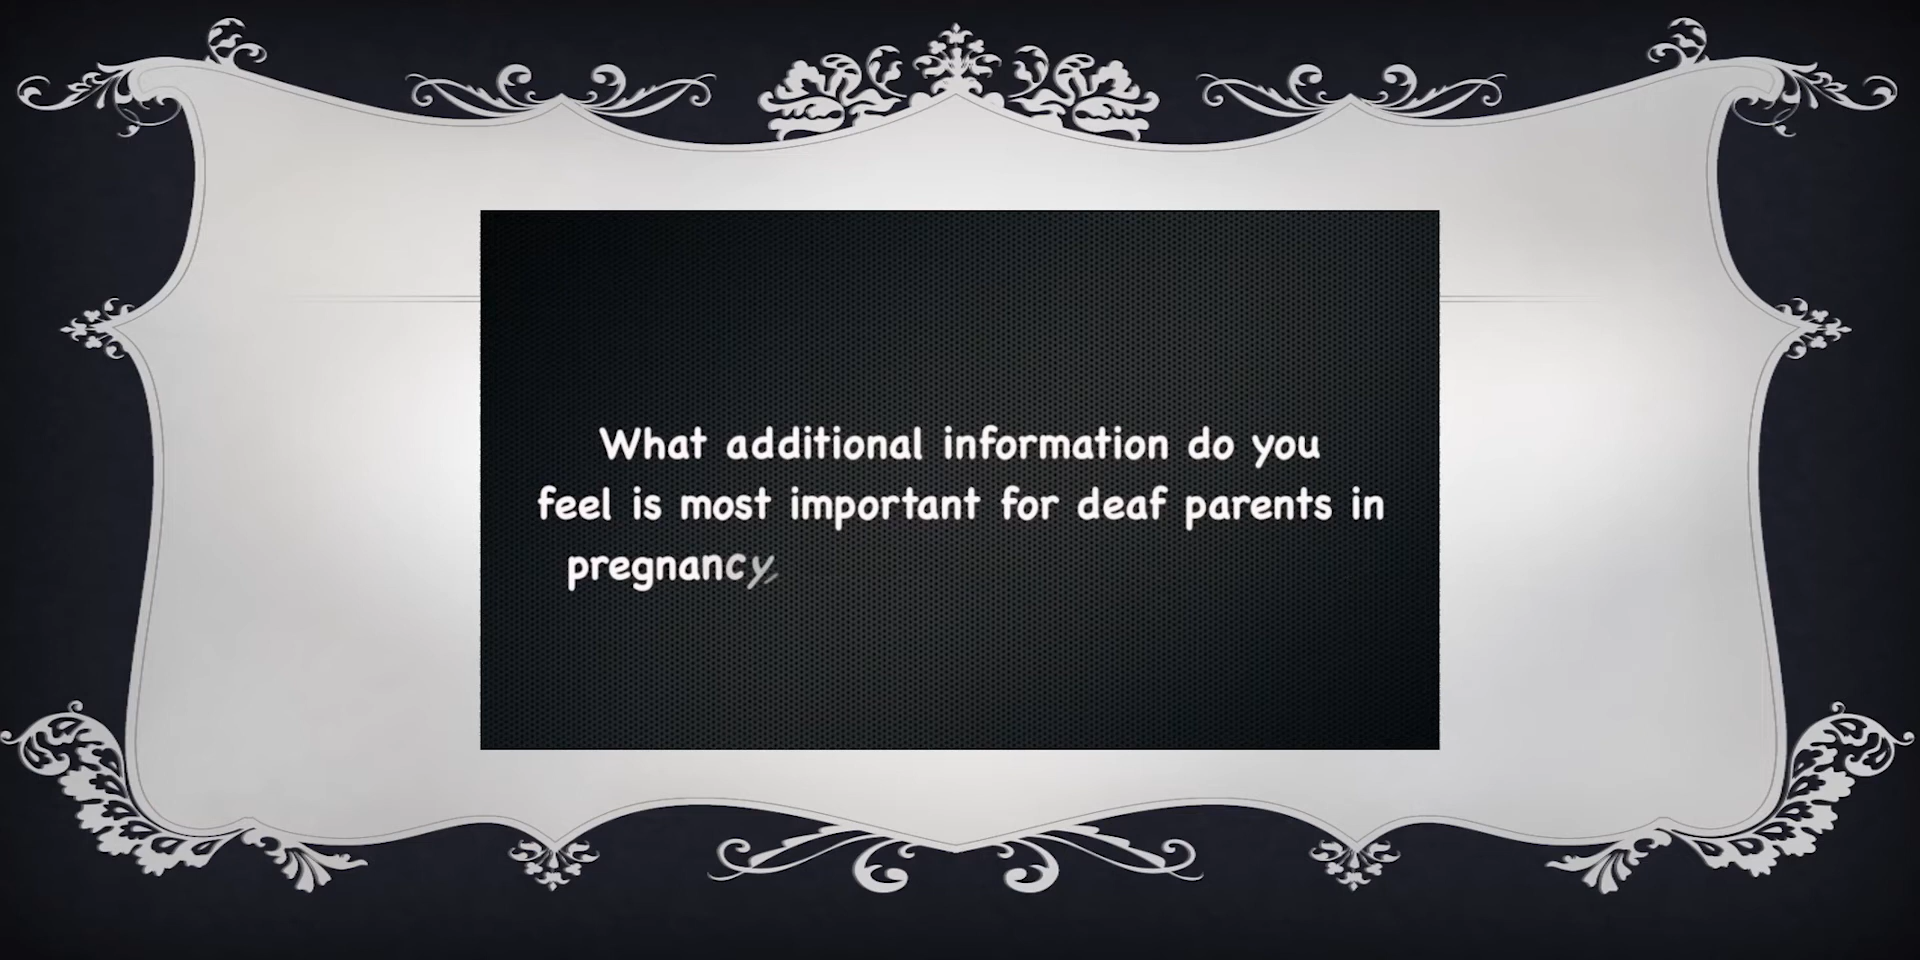 What additional information do you
feel is most important for deaf parents in
pregnancy,